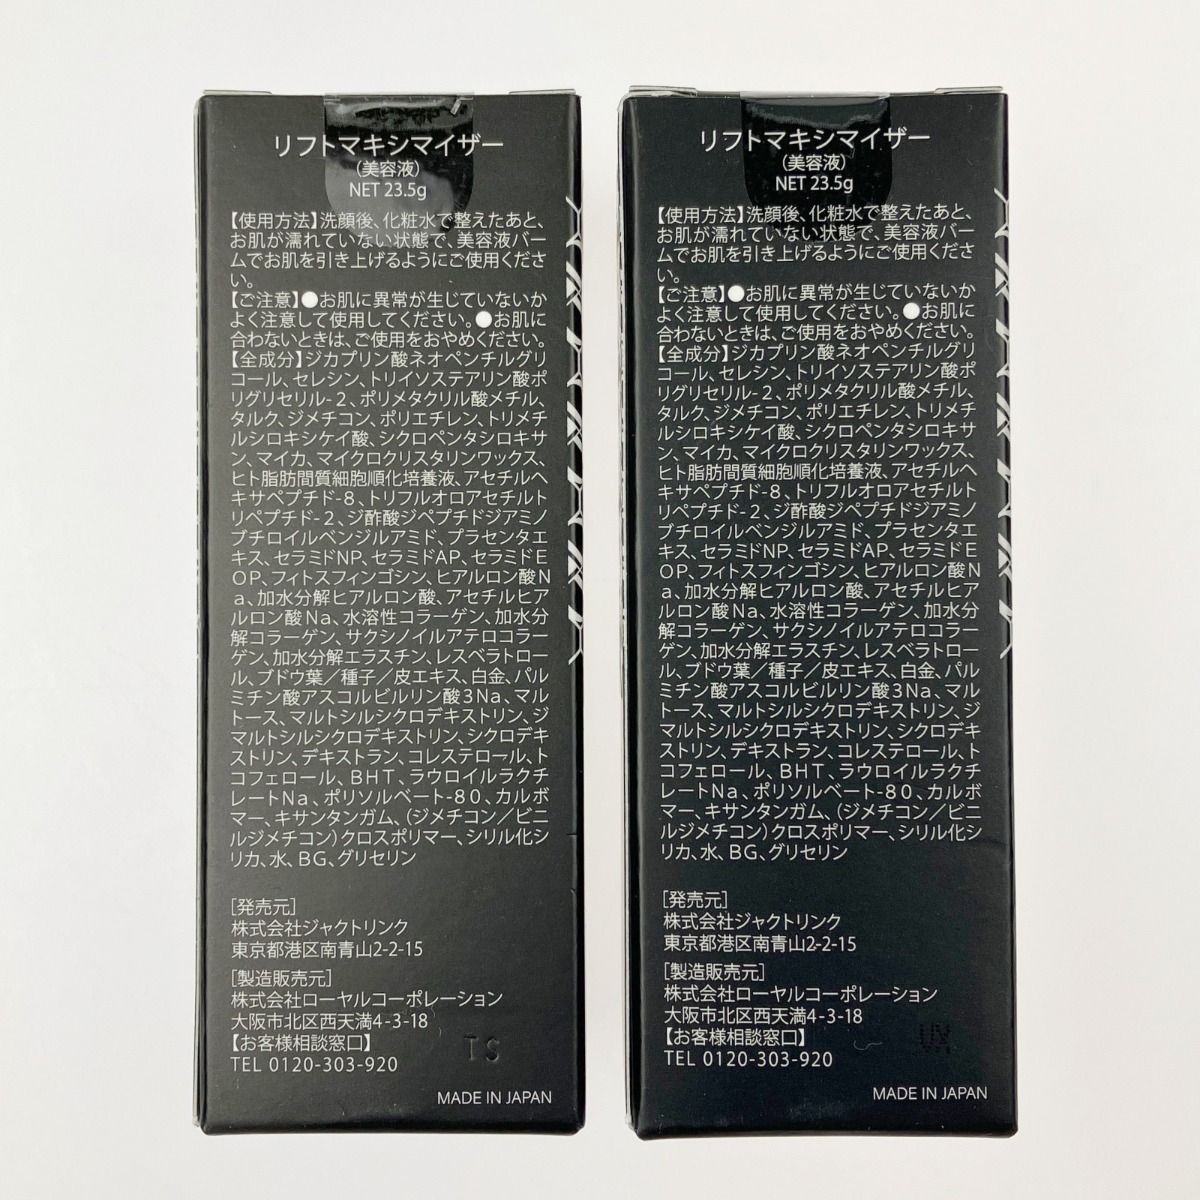 リフトマキシマイザー
(美容液)
NET 23.5g
【使用方法】洗顔後、化粧水で整えたあと、
お肌が濡れていない状態で、美容液バー
ムでお肌を引き上げるようにご使用くださ
い。
【ご注意】●お肌に異常が生じていないか
よく注意して使用してください。●お肌に
合わないときは、ご使用をおやめください。
【全成分】ジカプリン酸ネオペンチルグリ
コール、セレシン、トリイソステアリン酸ポ
リグリセリル-2、ポリメタクリル酸メチル、
タルク、ジメチコン、ポリエチレン、トリメチ
ルシロキシケイ酸、シクロペンタシロキサ
ン、マイカ、マイクロクリスタリンワックス、
ヒト脂肪間質細胞順化培養液、アセチルヘ
キサペプチド-8、トリフルオロアセチルト
リペプチド-2、ジ酢酸ジペプチドジアミノ
ブチロイルベンジルアミド、プラセンタエ
キス、セラミドNP、セラミドAP、セラミドE
OP、フィトスフィンゴシン、ヒアルロン酸N
a、加水分解ヒアルロン酸、アセチルヒア
ルロン酸Na、水溶性コラーゲン、加水分
解コラーゲン、サクシノイルアテロコラー
ゲン、加水分解エラスチン、レスベラトロー
ル、ブドウ葉／種子／皮エキス、白金、パル
ミチン酸アスコルビルリン酸3Na、マル
トース、マルトシルシクロデキストリン、ジ
マルトシルシクロデキストリン、シクロデキ
ストリン、デキストラン、コレステロール、ト
コフェロール、BHT、ラウロイルラクチ
レートNa、ポリソルベート-80、カルボ
マー、キサンタンガム、(ジメチコン／ビニ
ルジメチコン)クロスポリマー、シリル化シ
リカ、水、BG、グリセリン
[発売元]
株式会社ジャクトリンク
東京都港区南青山2-2-15
[製造販売元]
株式会社ローヤルコーポレーション
大阪市北区西天満4-3-18
【お客様相談窓口】
TEL 0120-303-920
MADE IN JAPAN
リフトマキシマイザー
(美容液)
NET 23.5g
【使用方法】洗顔後、化粧水で整えたあと、
お肌が濡れていない状態で、美容液バー
ムでお肌を引き上げるようにご使用くださ
い。
【ご注意】●お肌に異常が生じていないか
よく注意して使用してください。●お肌に
合わないときは、ご使用をおやめください。
【全成分】ジカプリン酸ネオペンチルグリ
コール、セレシン、トリイソステアリン酸ポ
リグリセリル-2、ポリメタクリル酸メチル、
タルク、ジメチコン、ポリエチレン、トリメチ
ルシロキシケイ酸、シクロペンタシロキサ
ン、マイカ、マイクロクリスタリンワックス、
ヒト脂肪間質細胞順化培養液、アセチルヘ
キサペプチド-8、トリフルオロアセチルト
リペプチド-2、ジ酢酸ジペプチドジアミノ
ブチロイルベンジルアミド、プラセンタエ
キス、セラミドNP、セラミドAP、セラミドE
OP、フィトスフィンゴシン、ヒアルロン酸N
a、加水分解ヒアルロン酸、アセチルヒア
ルロン酸Na、水溶性コラーゲン、加水分
解コラーゲン、サクシノイルアテロコラー
ゲン、加水分解エラスチン、レスベラトロー
ル、ブドウ葉／種子／皮エキス、白金、パル
ミチン酸アスコルビルリン酸3Na、マル
トース、マルトシルシクロデキストリン、ジ
マルトシルシクロデキストリン、シクロデキ
ストリン、デキストラン、コレステロール、ト
コフェロール、BHT、ラウロイルラクチ
レートNa、ポリソルベート-80、カルボ
マー、キサンタンガム、(ジメチコン／ビニ
ルジメチコン)クロスポリマー、シリル化シ
リカ、水、BG、グリセリン
[発売元]
株式会社ジャクトリンク
東京都港区南青山2-2-15
[製造販売元]
株式会社ローヤルコーポレーション
大阪市北区西天満4-3-18
【お客様相談窓口】
TEL 0120-303-920
MADE IN JAPAN